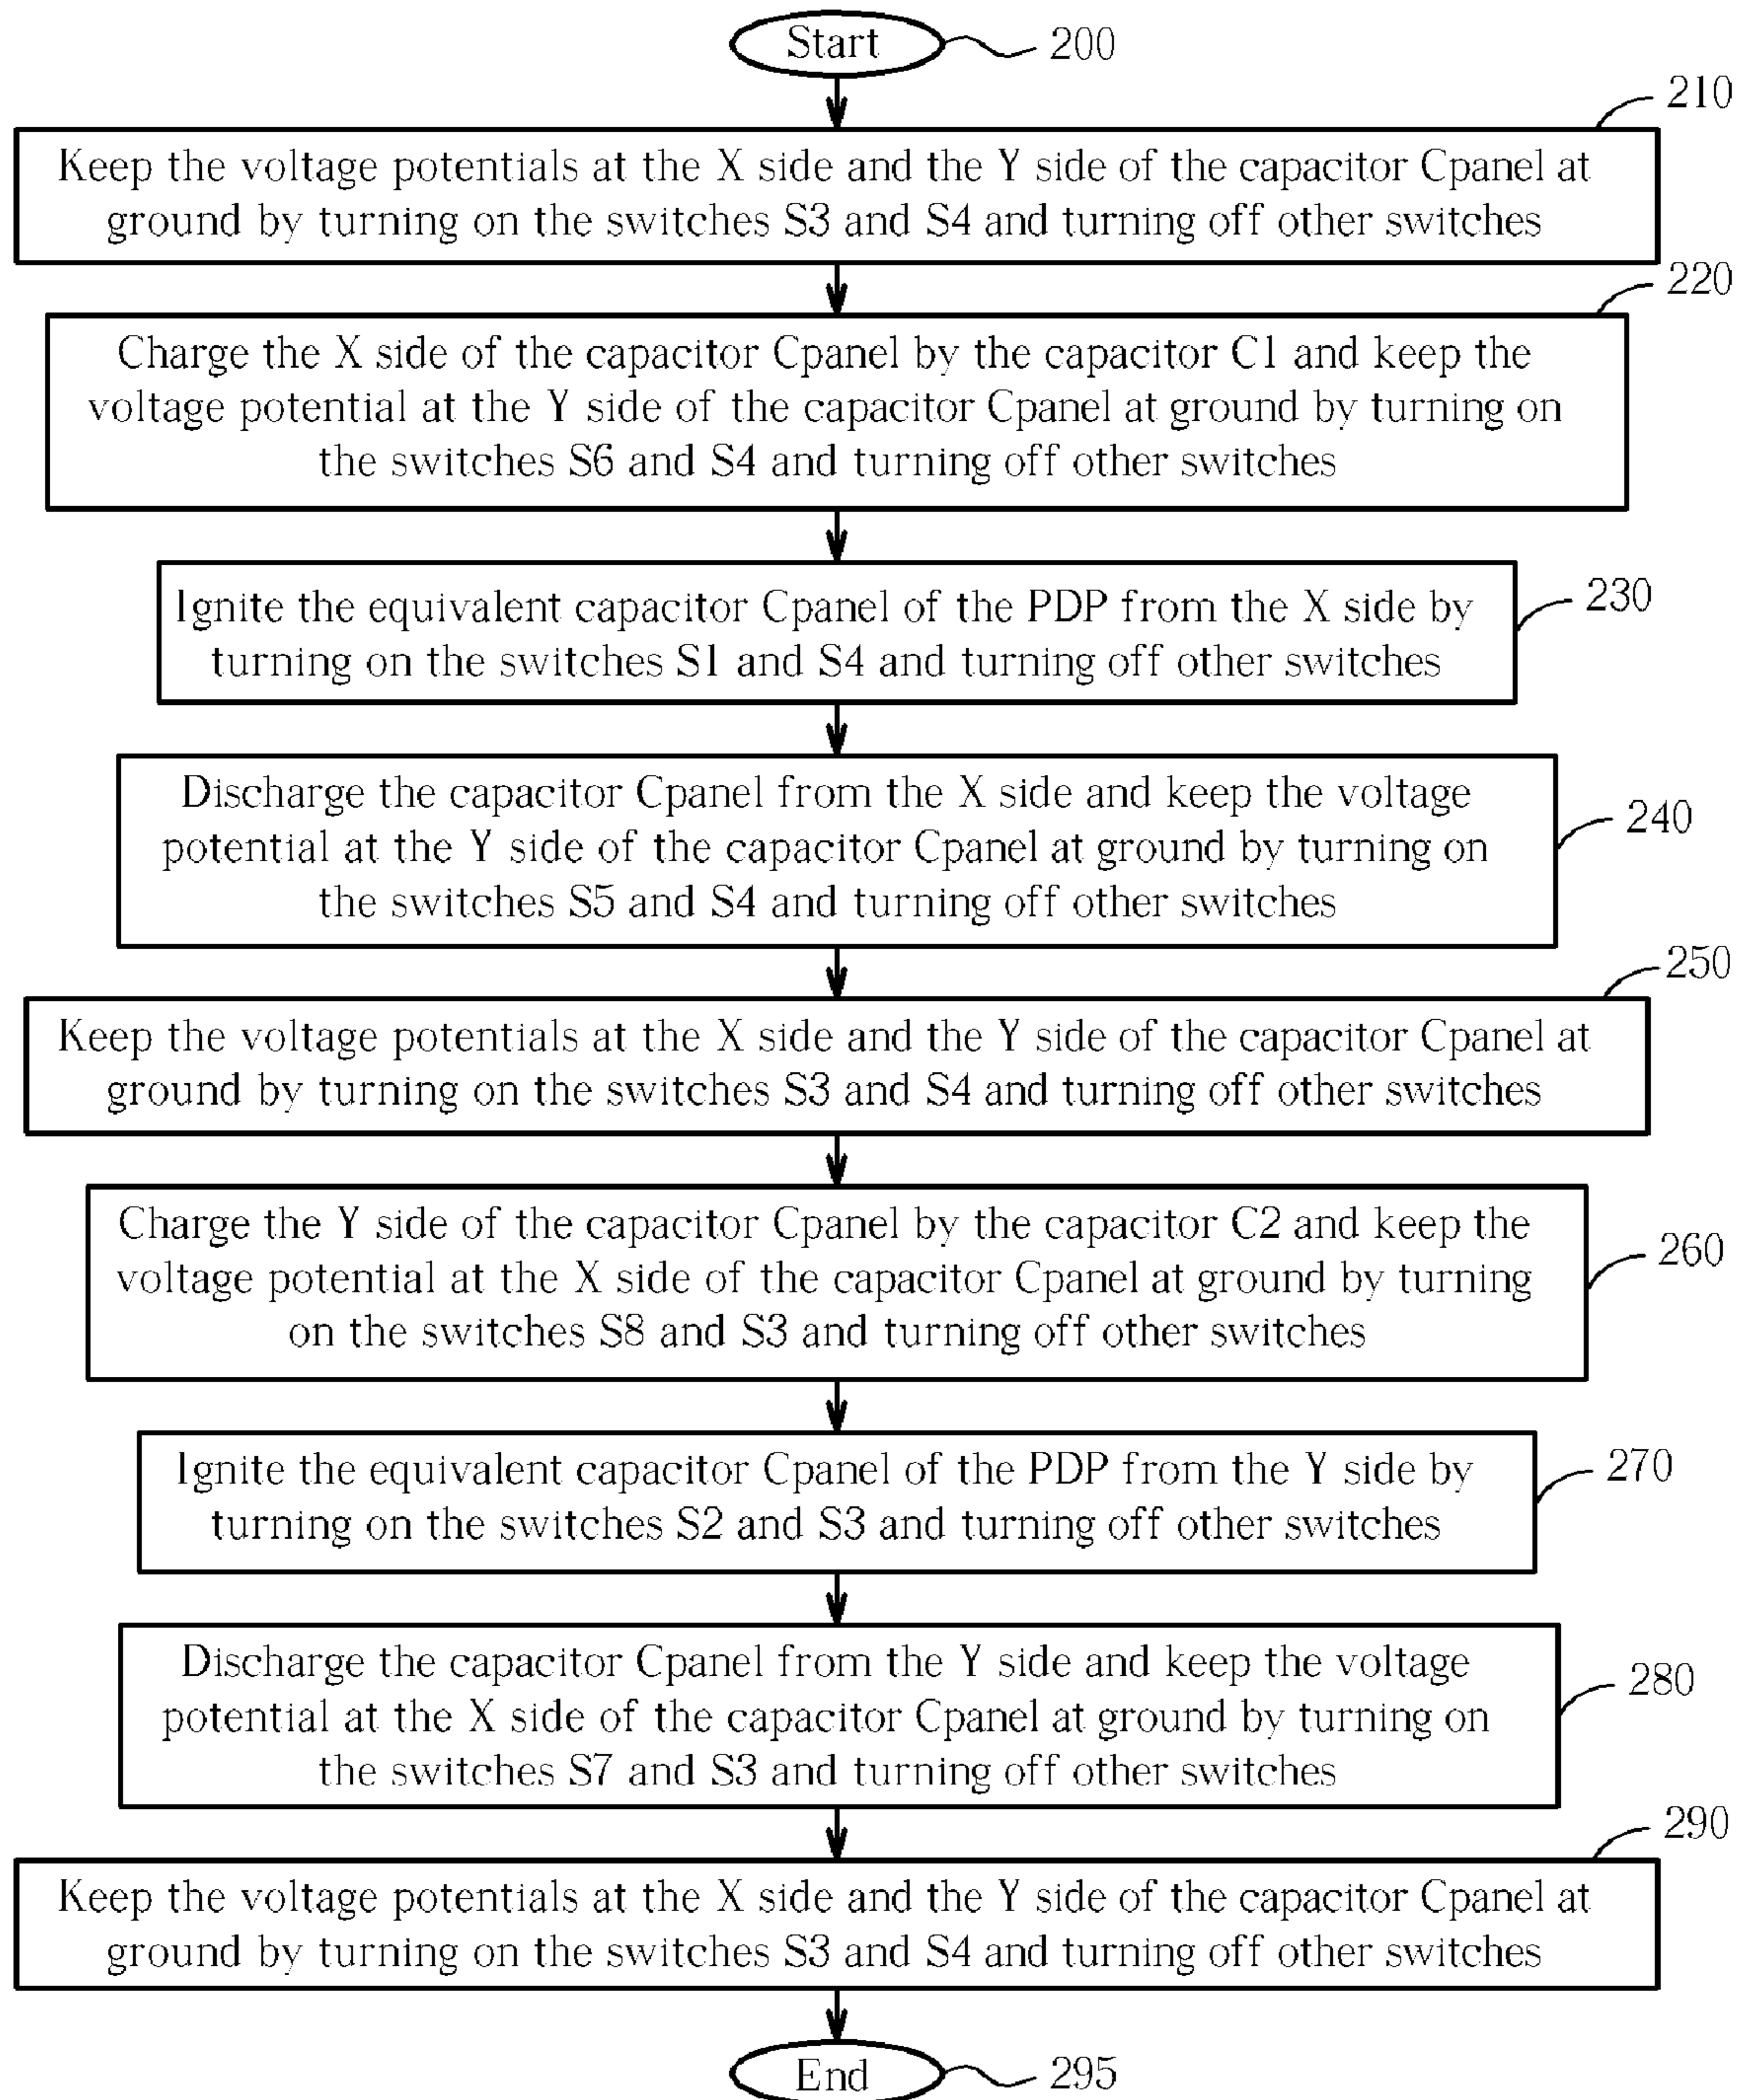 Start
200
210
Keep the voltage potentials at the X side and the Y side of the capacitor Cpanel at
ground by turning on the switches S3 and S4 and turning off other switches
220
Charge the X side of the capacitor Cpanel by the capacitor C1 and keep the
voltage potential at the Y side of the capacitor Cpanel at ground by turning on
the switches S6 and S4 and turning off other switches
230
Ignite the equivalent capacitor Cpanel of the PDP from the X side by
turning on the switches S1 and S4 and turning off other switches
240
Discharge the capacitor Cpanel from the X side and keep the voltage
potential at the Y side of the capacitor Cpanel at ground by turning on
the switches S5 and S4 and turning off other switches
250
Keep the voltage potentials at the X side and the Y side of the capacitor Cpanel at
ground by turning on the switches S3 and S4 and turning off other switches
260
Charge the Y side of the capacitor Cpanel by the capacitor C2 and keep the
voltage potential at the X side of the capacitor Cpanel at ground by turning
on the switches S8 and S3 and turning off other switches
270
Ignite the equivalent capacitor Cpanel of the PDP from the Y side by
turning on the switches S2 and S3 and turning off other switches
280
Discharge the capacitor Cpanel from the Y side and keep the voltage
potential at the X side of the capacitor Cpanel at ground by turning on
the switches S7 and S3 and turning off other switches
290
Keep the voltage potentials at the X side and the Y side of the capacitor Cpanel at
ground by turning on the switches S3 and S4 and turning off other switches
End
295